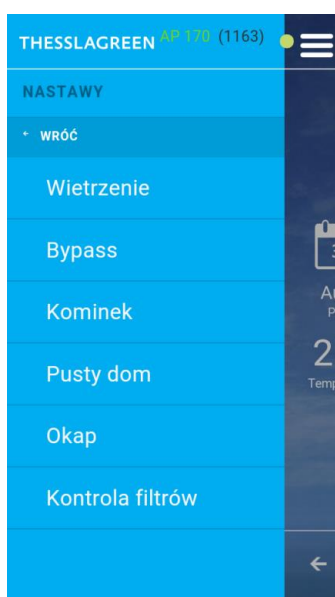 THESSLAGREEN AP 170 (1163)
NASTAWY
WRÓĆ
Wietrzenie
Bypass
Kominek
Pusty dom
Okap
Kontrola filtrów